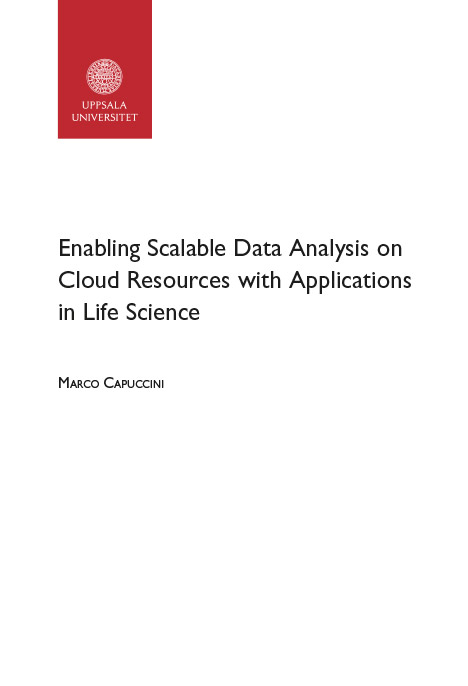 UPPSALA
UNIVERSITET
Enabling Scalable Data Analysis on
Cloud Resources with Applications
in Life Science
MARCO CAPUCCINI